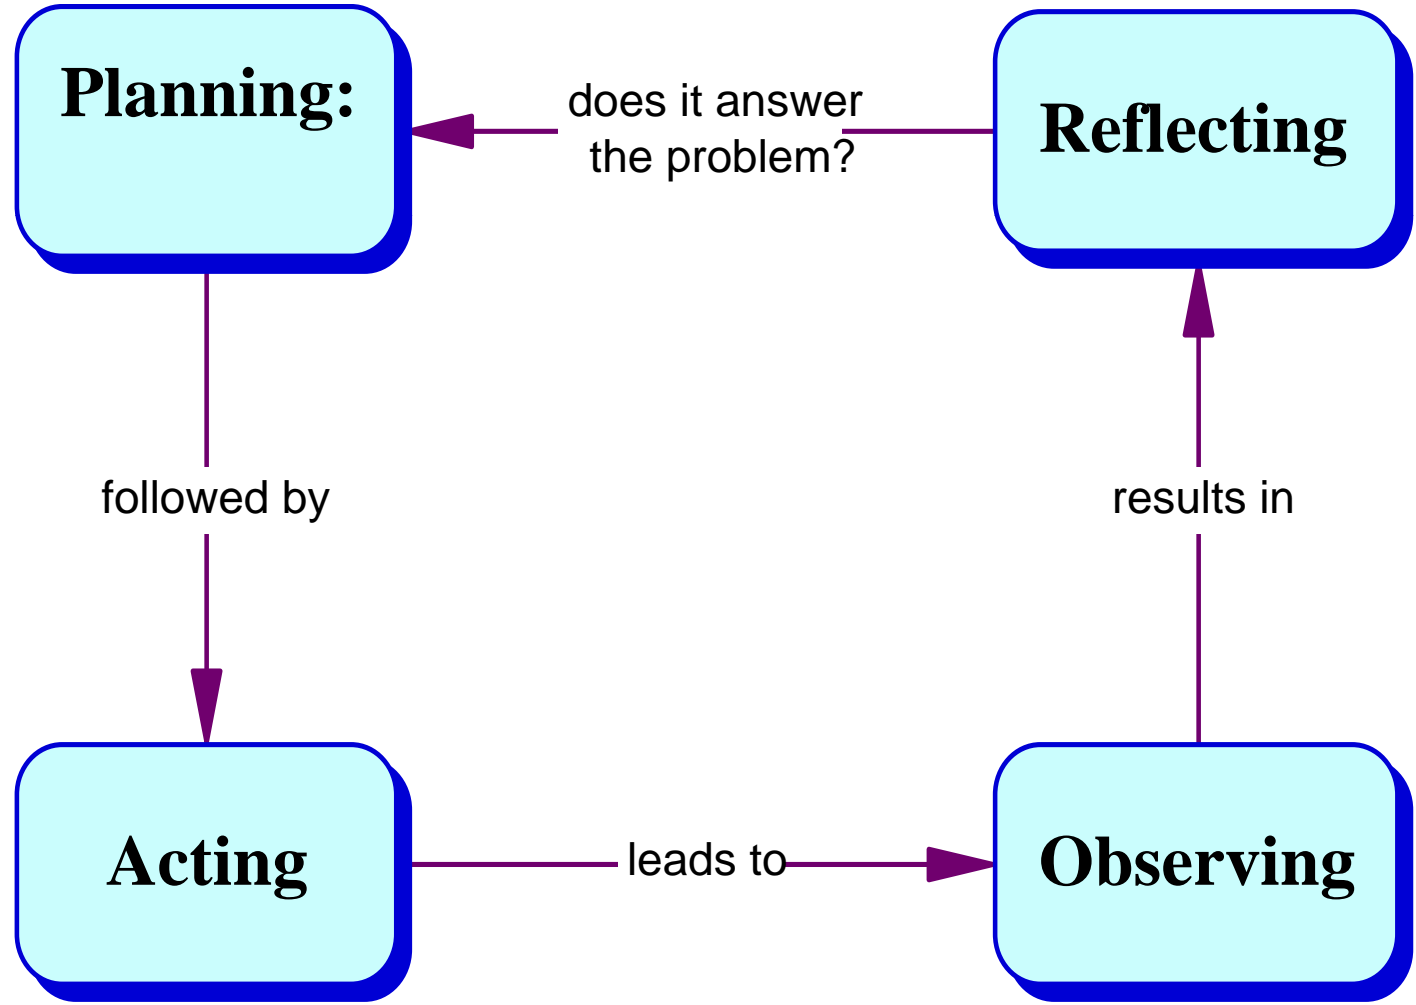 Planning:
does it answer
the problem?
Reflecting
followed by
results in
Acting
leads to
Observing